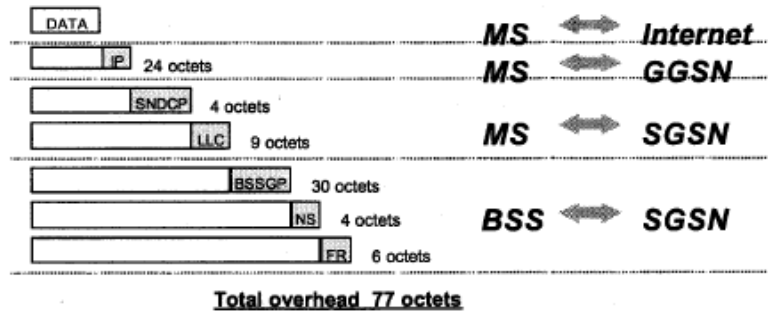 DATA
MS Internet
IP 24 octets
MS GGSN
SNDCP 4 octets
LLC 9 octets
MS SGSN
BSSGP 30 octets
NS 4 octets
BSS SGSN
FR 6 octets
Total overhead 77 octets